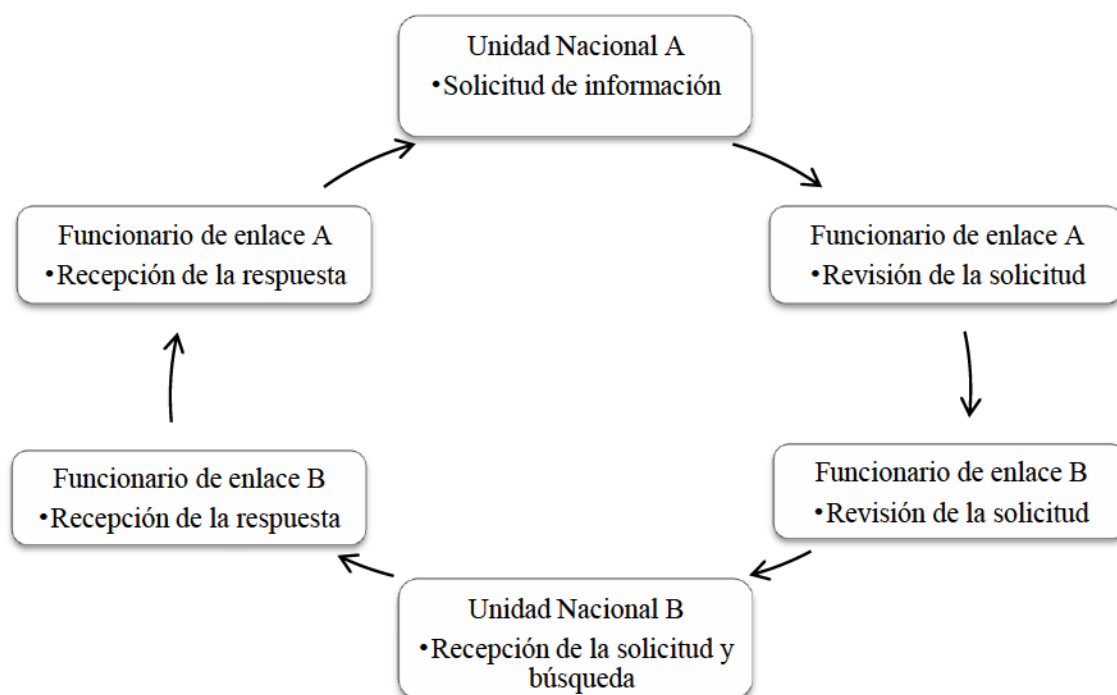 Unidad Nacional A
•Solicitud de información
Funcionario de enlace A
•Recepción de la respuesta
Funcionario de enlace A
•Revisión de la solicitud
Funcionario de enlace B
•Recepción de la respuesta
Funcionario de enlace B
•Revisión de la solicitud
Unidad Nacional B
•Recepción de la solicitud y
búsqueda